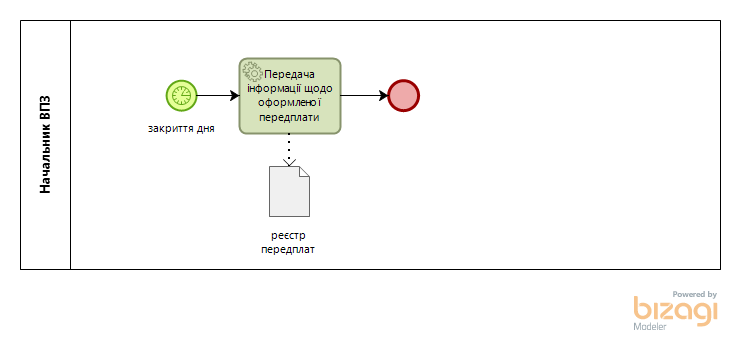 Начальник ВПЗ
Передача
інформації щодо
оформленої
передплати
закриття дня
реєстр
передплат
Powered by
bizagi
Modeler